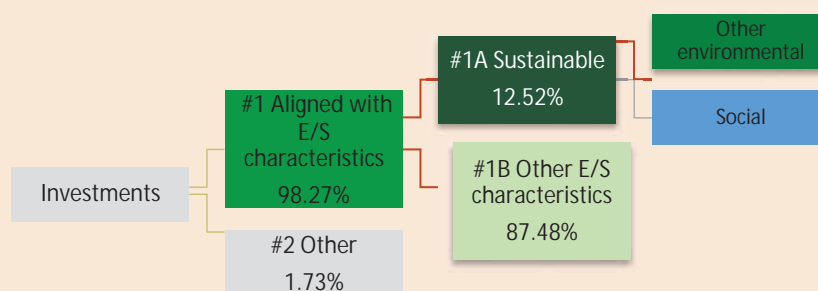 Investments
#1 Aligned with
E/S
characteristics
98.27%
#2 Other
1.73%
#1A Sustainable
12.52%
#1B Other E/S
characteristics
87.48%
Other
environmental
Social